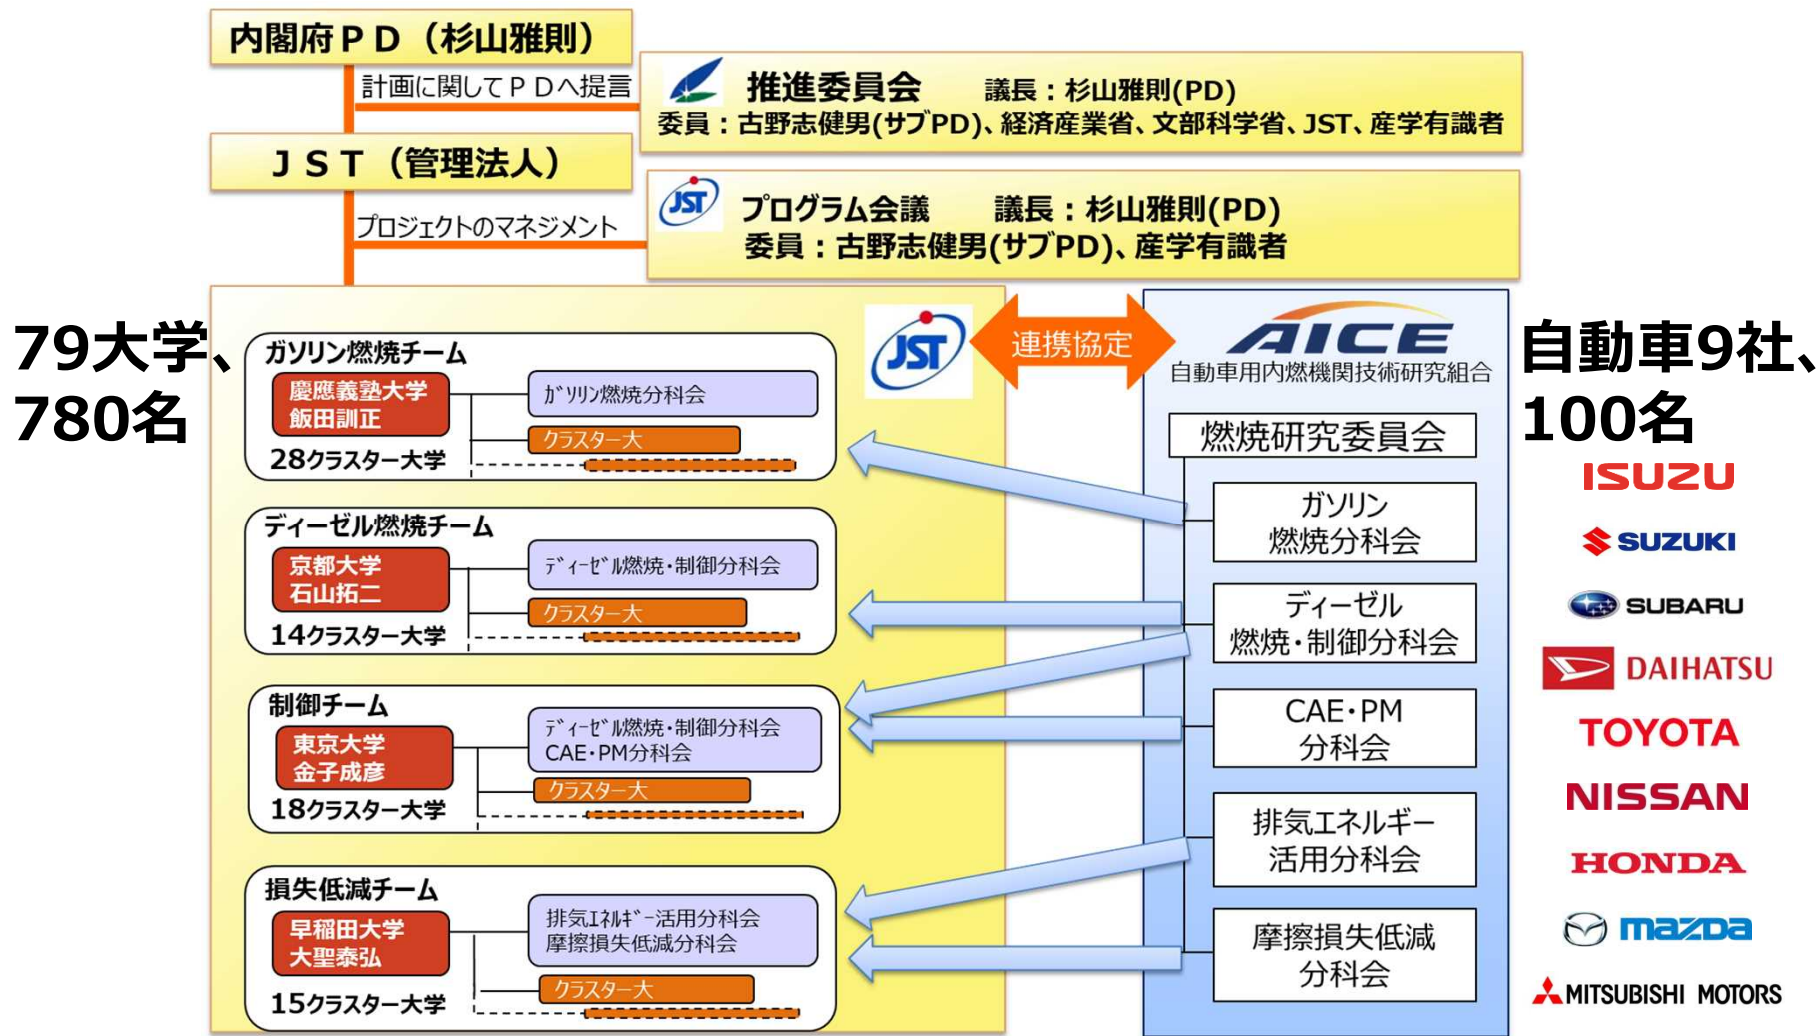 内閣府ＰＤ（杉山雅則）
計画に関してＰＤへ提言
推進委員会　議長：杉山雅則(PD)
委員：古野志健男(サブPD)、経済産業省、文部科学省、JST、産学有識者
ＪＳＴ（管理法人）
プロジェクトのマネジメント
JST
プログラム会議　議長：杉山雅則(PD)
委員：古野志健男(サブPD)、産学有識者
79大学、
780名
ガソリン燃焼チーム
慶應義塾大学
飯田訓正
28クラスター大学
ｶﾞｿﾘﾝ燃焼分科会
クラスター大
ディーゼル燃焼チーム
京都大学
石山拓二
14クラスター大学
ﾃﾞｨｰｾﾞﾙ燃焼・制御分科会
クラスター大
制御チーム
東京大学
金子成彦
18クラスター大学
ﾃﾞｨｰｾﾞﾙ燃焼・制御分科会
CAE・PM分科会
クラスター大
損失低減チーム
早稲田大学
大聖泰弘
15クラスター大学
排気ｴﾈﾙｷﾞｰ活用分科会
摩擦損失低減分科会
クラスター大
JST
連携協定
AICE
自動車用内燃機関技術研究組合
燃焼研究委員会
ガソリン
燃焼分科会
ディーゼル
燃焼・制御分科会
CAE・PM
分科会
排気エネルギー
活用分科会
摩擦損失低減
分科会
自動車9社、
100名
ISUZU
SUZUKI
SUBARU
DAIHATSU
TOYOTA
NISSAN
HONDA
mazda
MITSUBISHI MOTORS